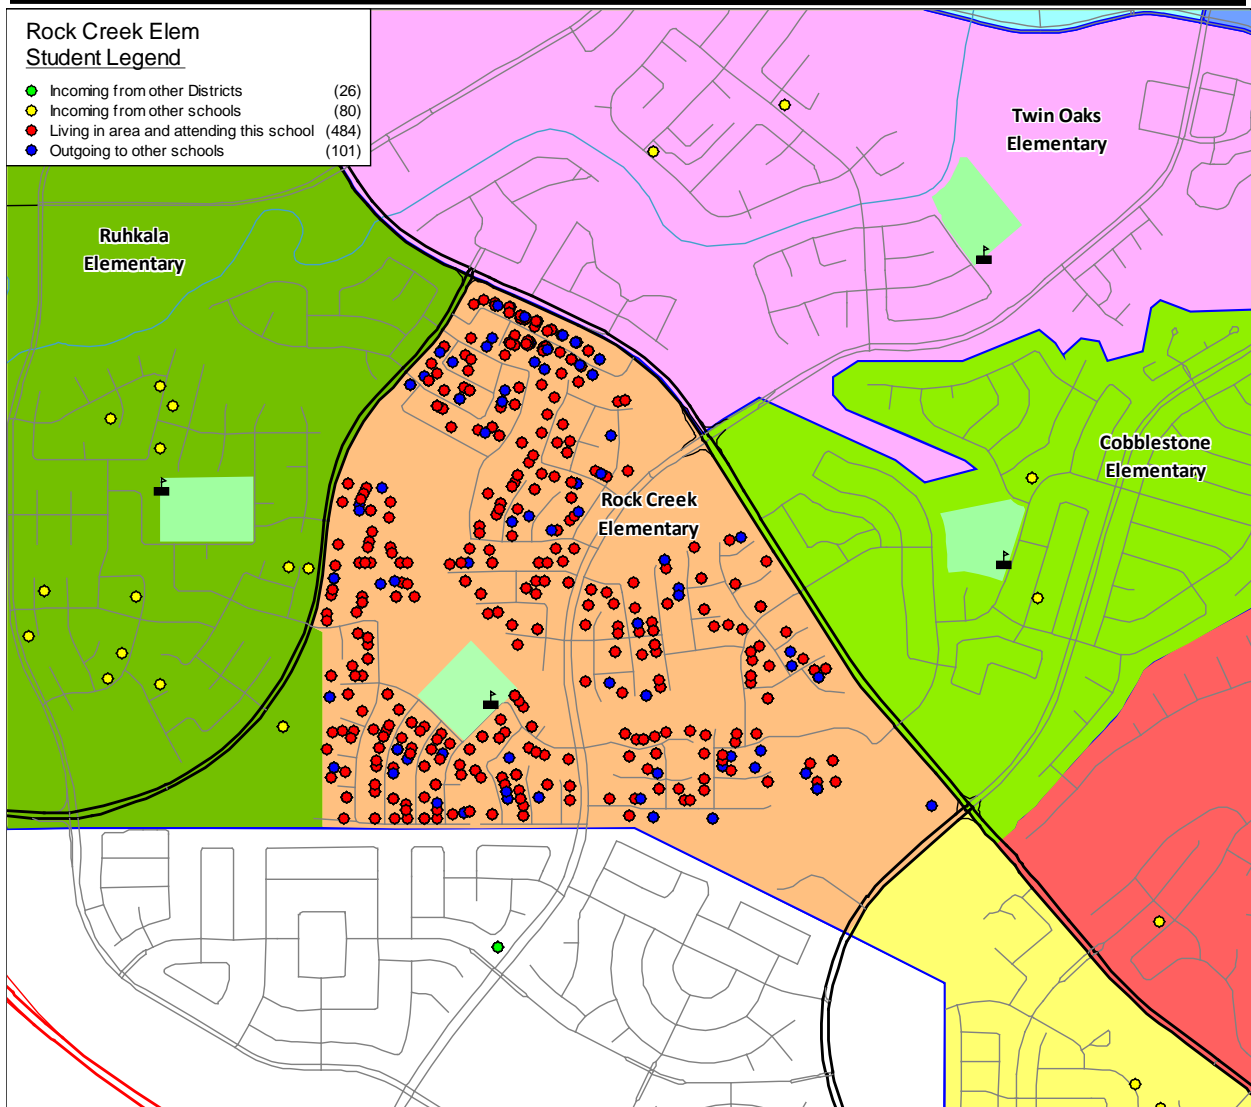 Rock Creek Elem
Student Legend
Incoming from other Districts (26)
Incoming from other schools (80)
Living in area and attending this school (484)
Outgoing to other schools (101)
Twin Oaks
Elementary
Ruhkala
Elementary
Cobblestone
Elementary
Rock Creek
Elementary